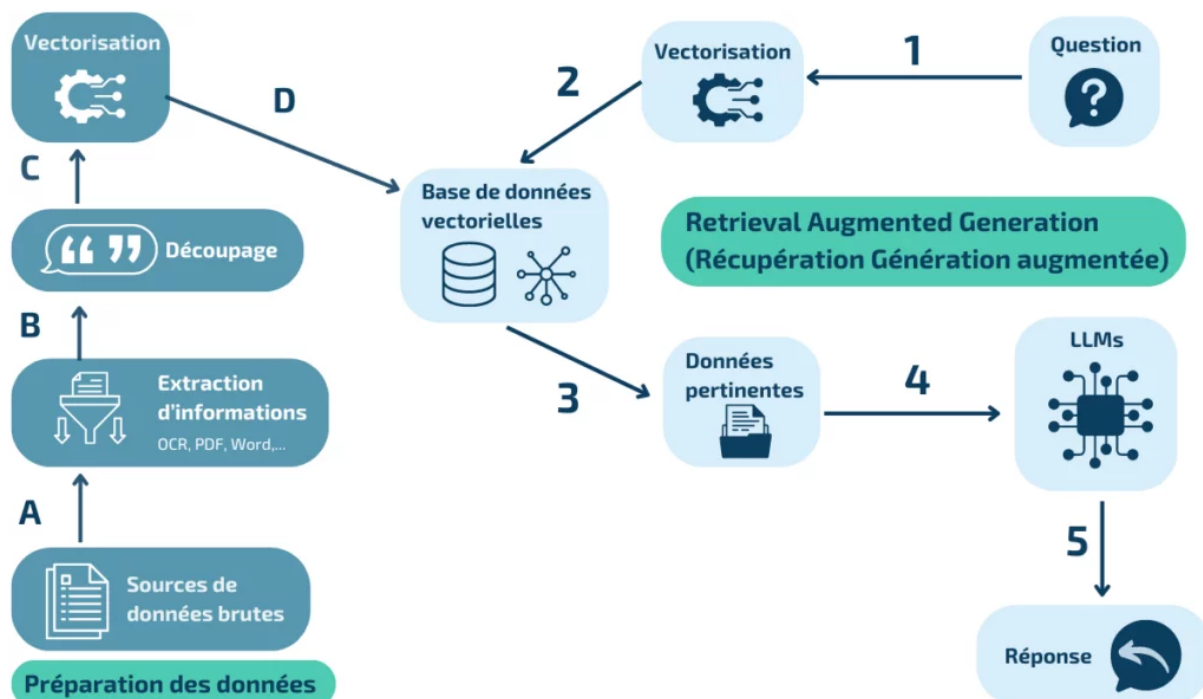 Vectorisation
D
C
Découpage
B
Extraction
d'informations
OCR, PDF, Word,...
A
Sources de
données brutes
Préparation des données
Question
1
Vectorisation
2
Base de données
vectorielles
Retrieval Augmented Generation
(Récupération Génération augmentée)
3
Données
pertinentes
4
LLMs
5
Réponse